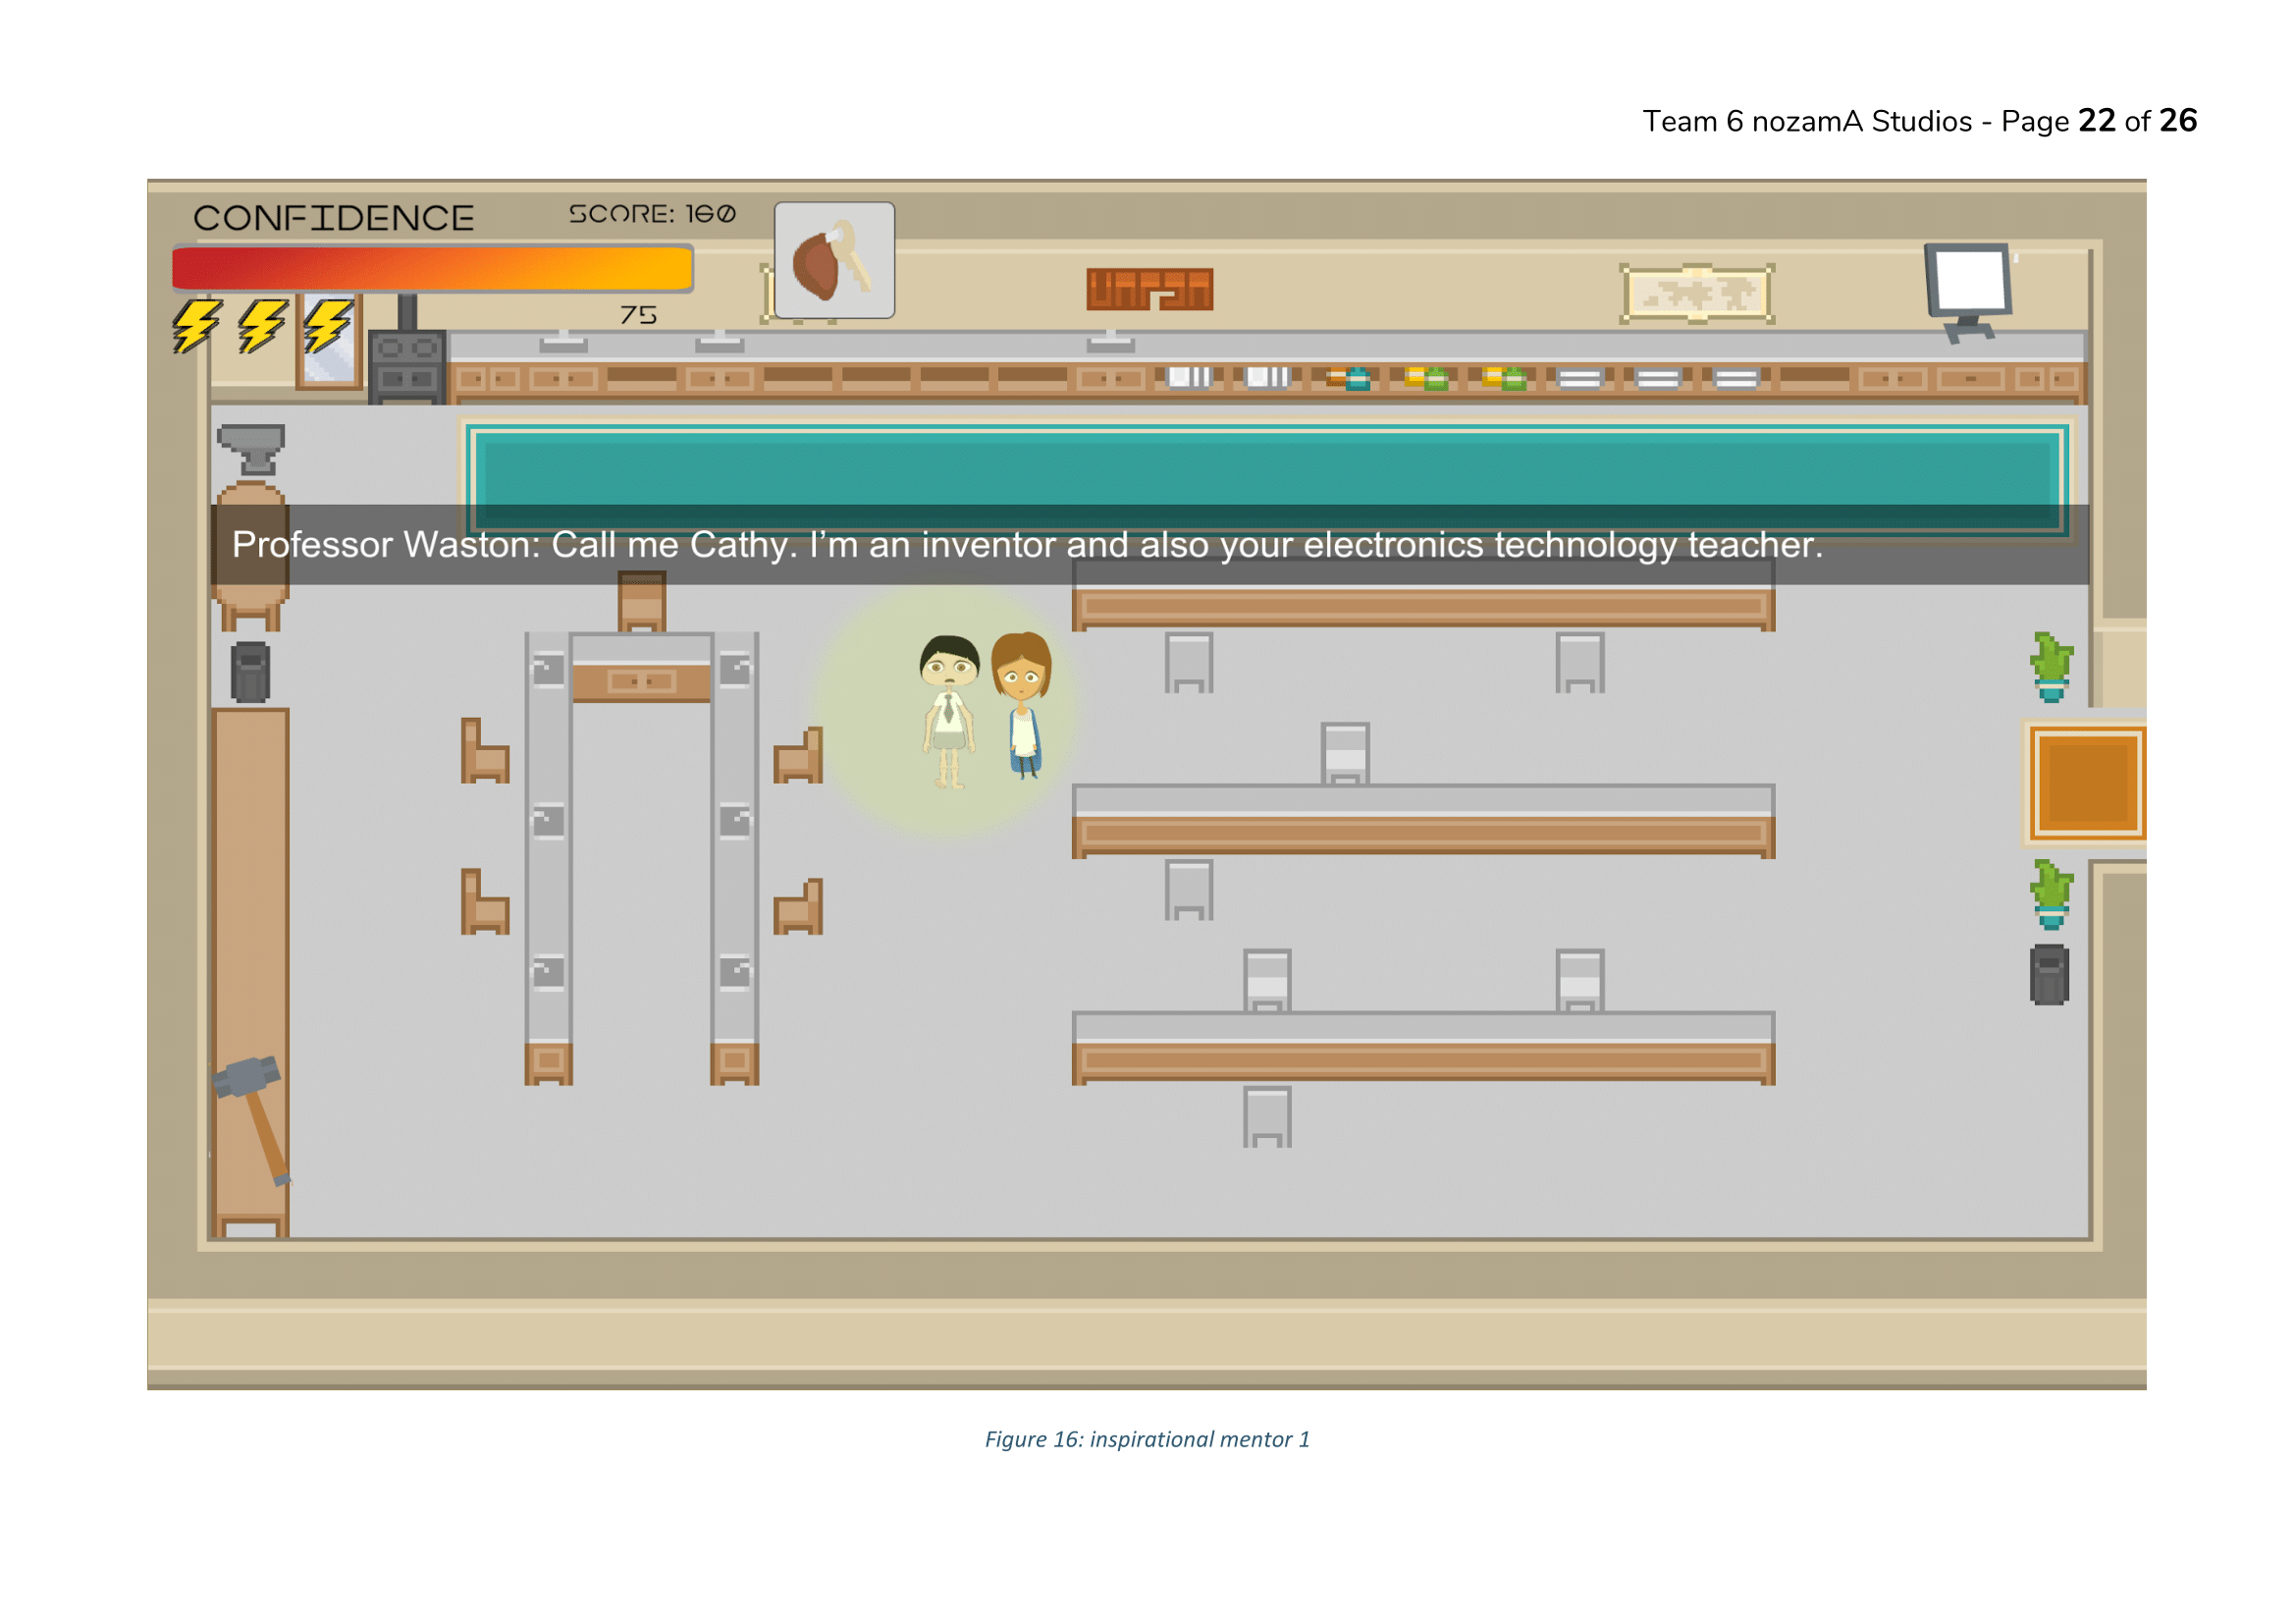 Team 6 nozamA Studios - Page 22 of 26
CONFIDENCE
SCORE: 160
75
Professor Waston: Call me Cathy. I'm an inventor and also your electronics technology teacher.
Figure 16: inspirational mentor 1